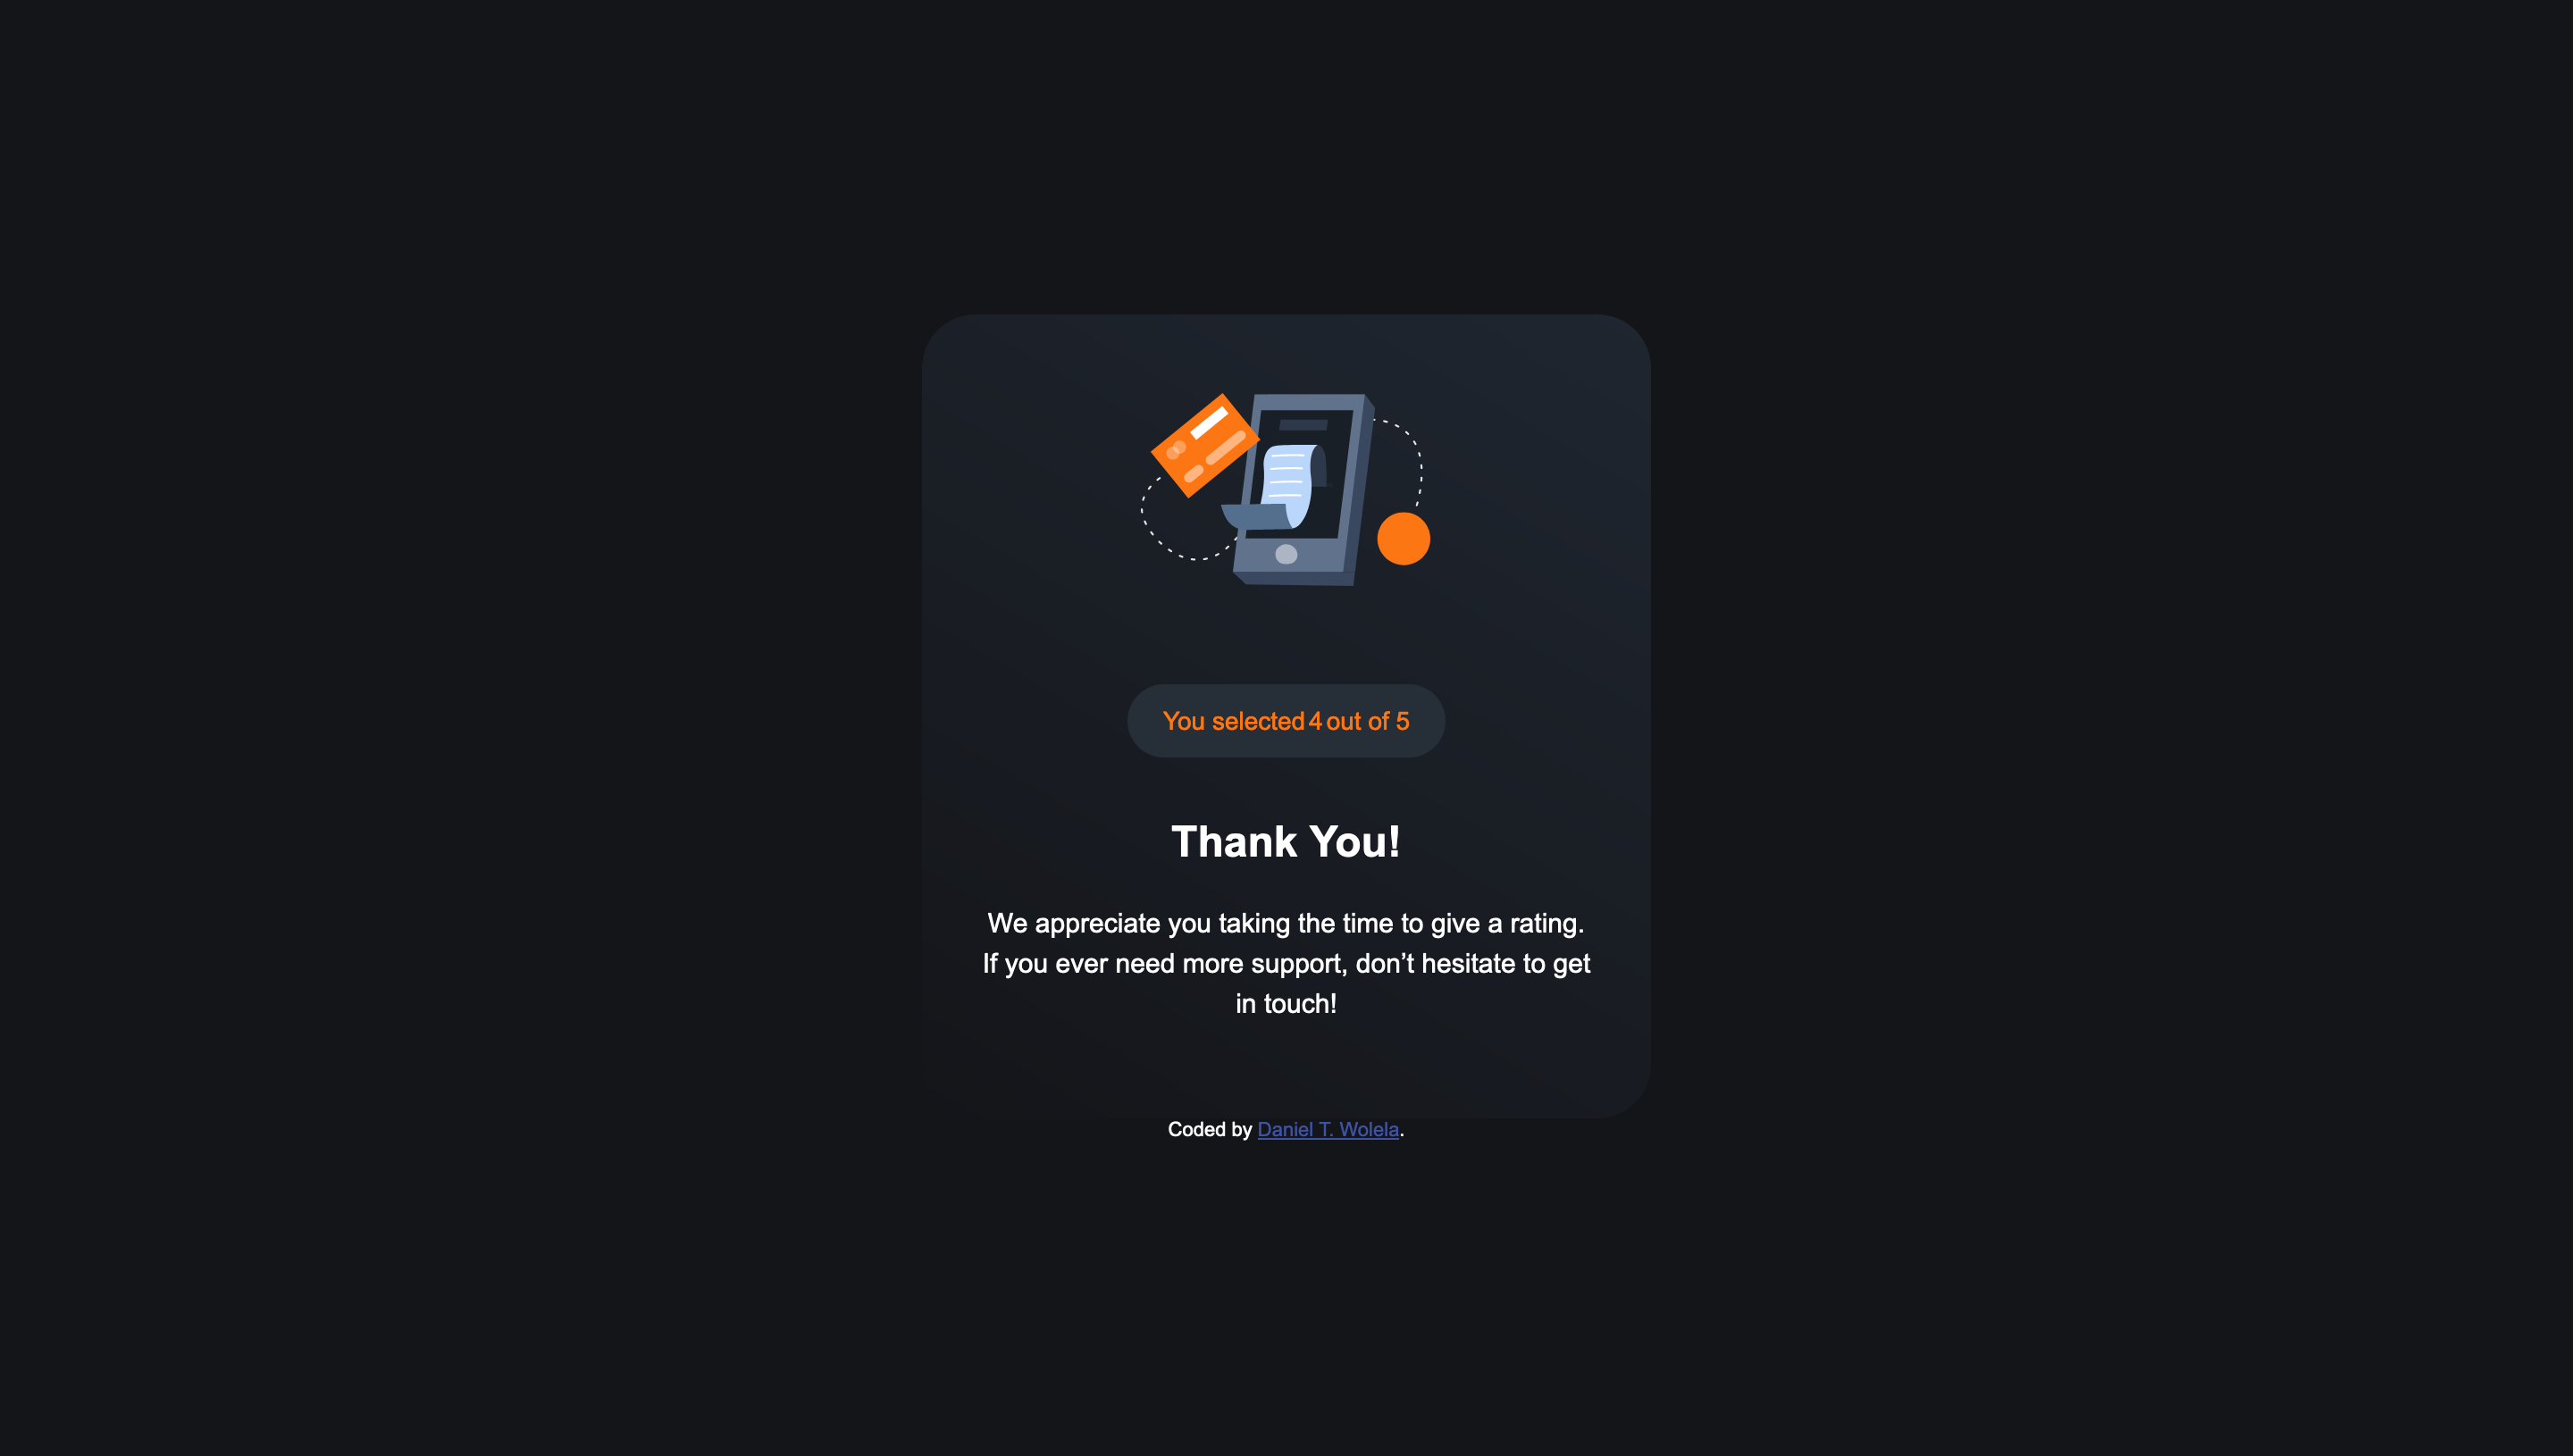 You selected 4 out of 5
Thank You!
We appreciate you taking the time to give a rating.
If you ever need more support, don’t hesitate to get
in touch!
Coded by Daniel T. Wolela.